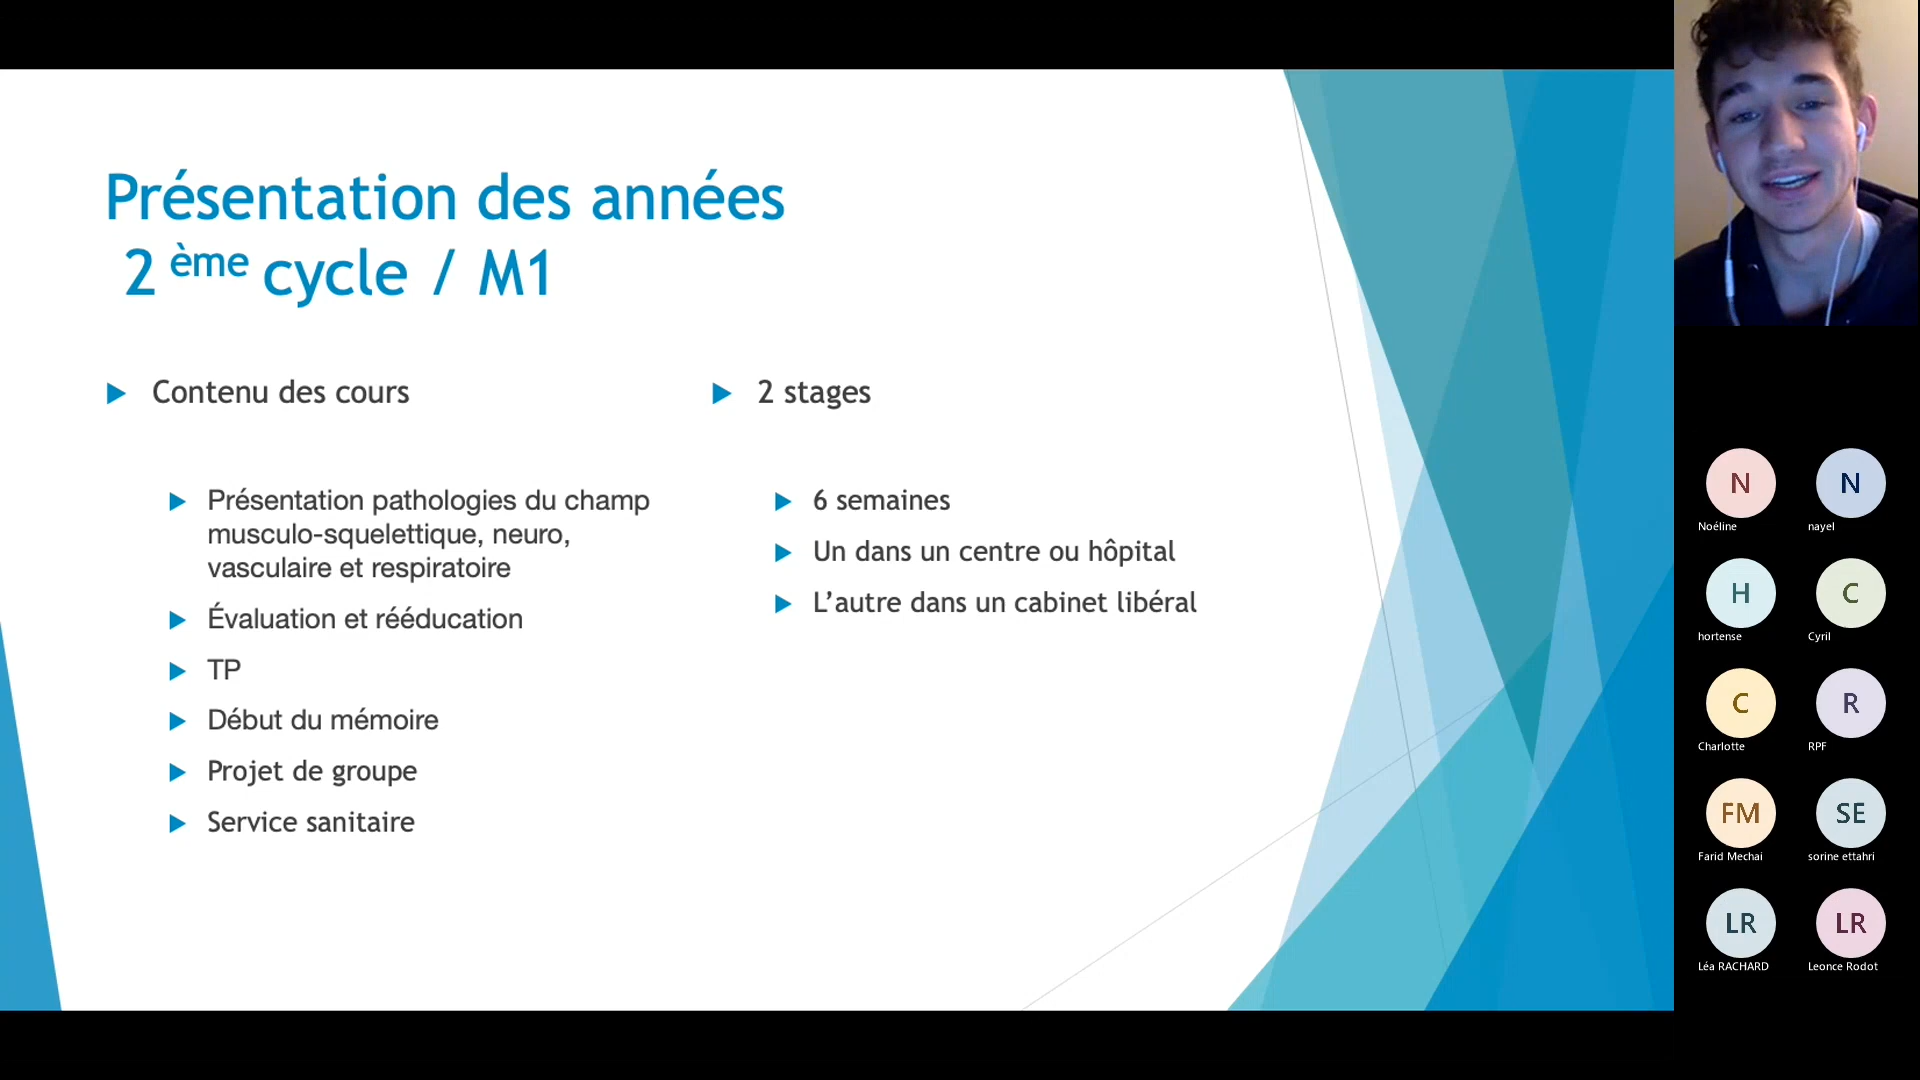 Présentation des années
2 ème cycle / M1
Contenu des cours
Présentation pathologies du champ
musculo-squelettique, neuro,
vasculaire et respiratoire
Évaluation et rééducation
TP
Début du mémoire
Projet de groupe
Service sanitaire
2 stages
6 semaines
Un dans un centre ou hôpital
L’autre dans un cabinet libéral
N
Noéline
N
nayel
H
hortense
C
Cyril
C
Charlotte
R
RPF
FM
Farid Mechai
SE
sorine ettahri
LR
Léa RACHARD
LR
Leonce Rodot